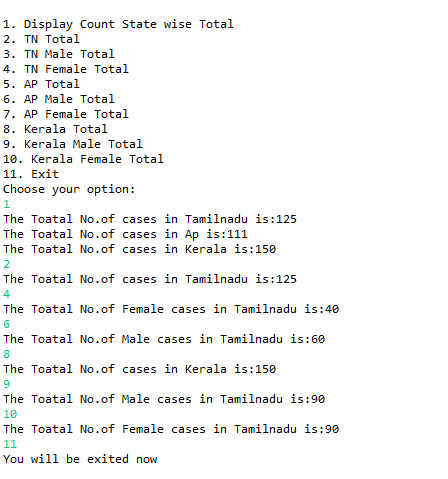 1. Display Count State wise Total
2. TN Total
3. TN Male Total
4. TN Female Total
5. AP Total
6. AP Male Total
7. AP Female Total
8. Kerala Total
9. Kerala Male Total
10. Kerala Female Total
11. Exit
Choose your option:
1
The Toatal No.of cases in Tamilnadu is:125
The Toatal No.of cases in Ap is:111
The Toatal No.of cases in Kerala is:150
2
The Toatal No.of cases in Tamilnadu is:125
4
The Toatal No.of Female cases in Tamilnadu is:40
6
The Toatal No.of Male cases in Tamilnadu is:60
8
The Toatal No.of cases in Kerala is:150
9
The Toatal No.of Male cases in Tamilnadu is:90
10
The Toatal No.of Female cases in Tamilnadu is:90
11
You will be exited now